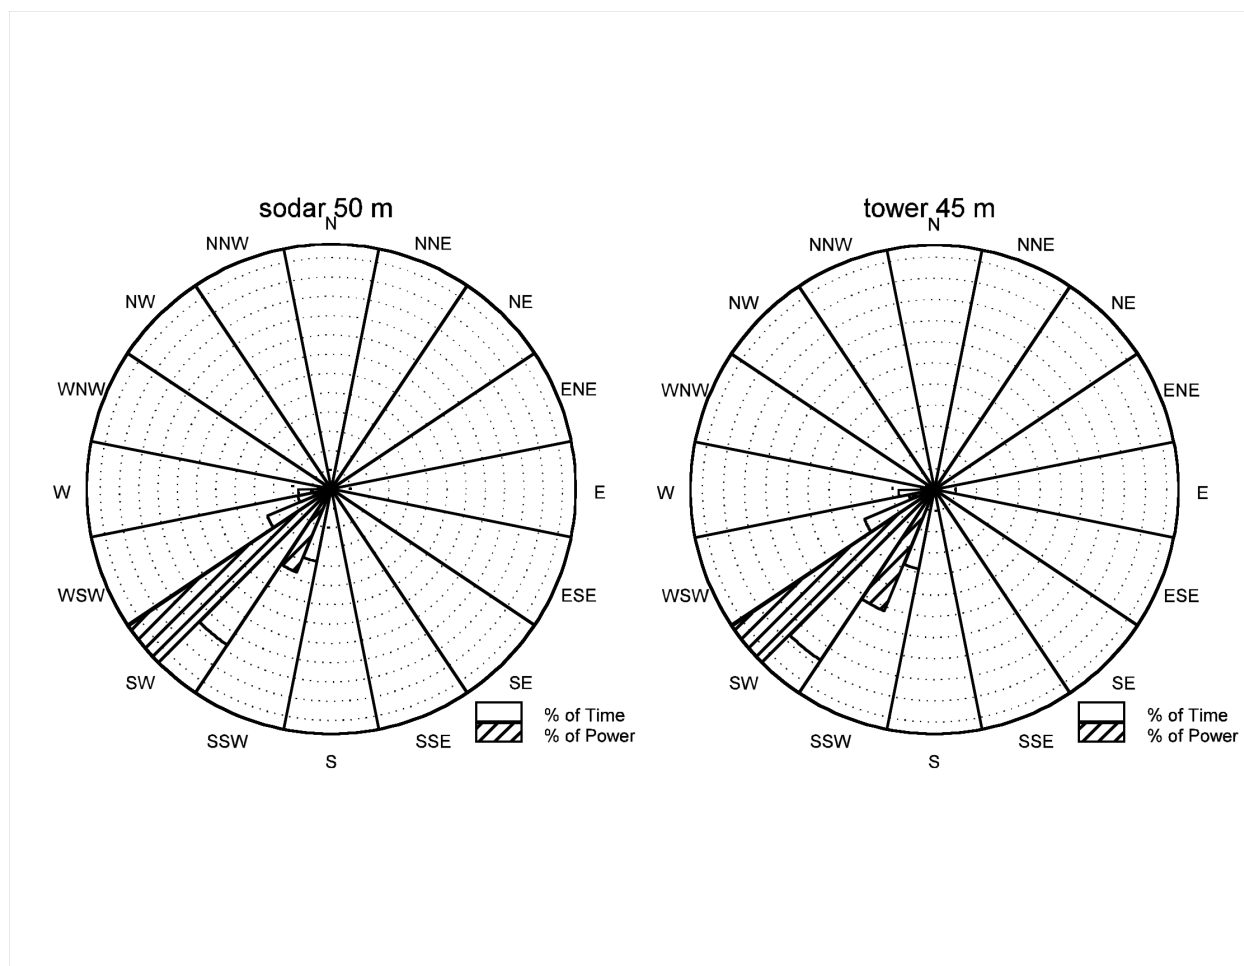 sodar 50 m
N
NNW
NNE
NW
NE
WNW
ENE
W
E
WSW
ESE
SW
SE
SSW
SSE
S
% of Time
% of Power
tower 45 m
N
NNW
NNE
NW
NE
WNW
ENE
W
E
WSW
ESE
SW
SE
SSW
SSE
S
% of Time
% of Power